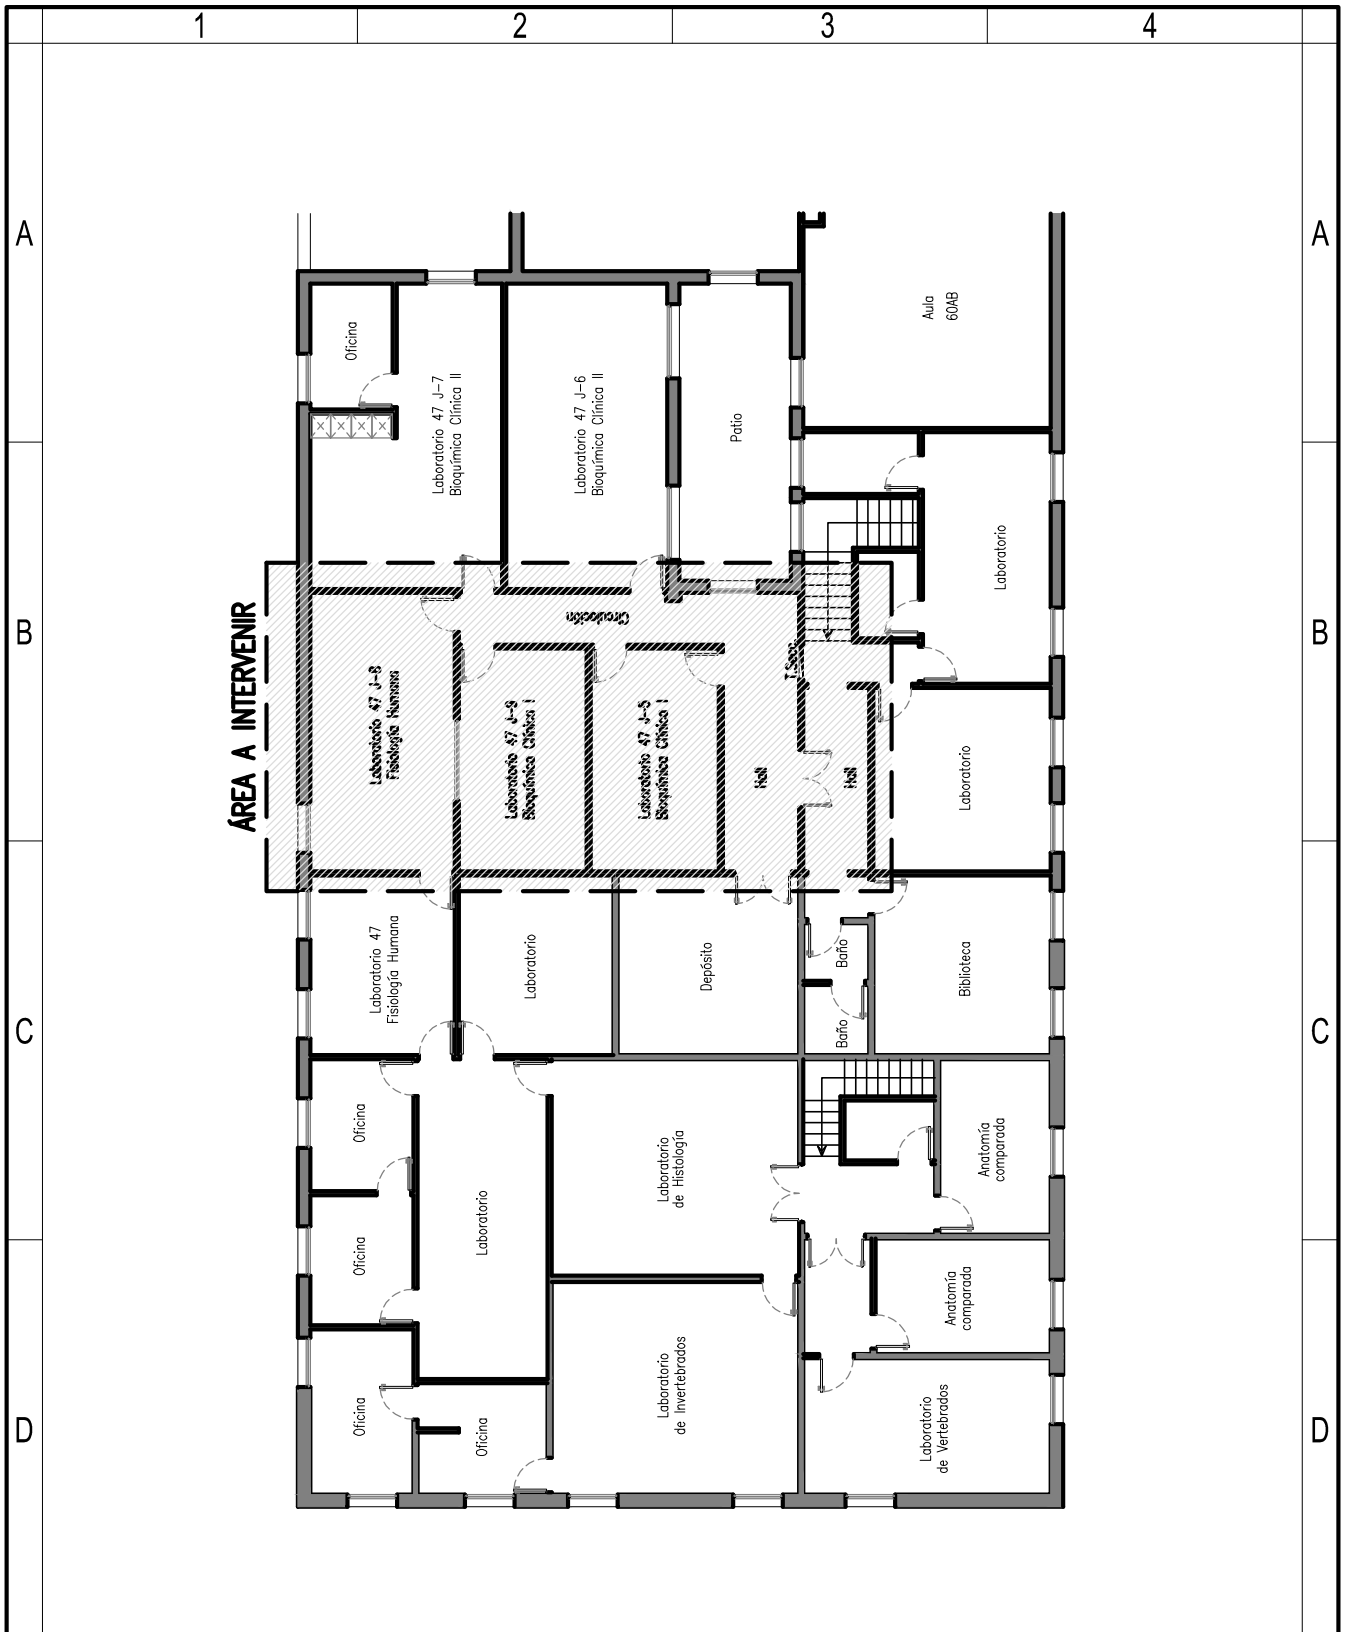 1
2
3
4
A
A
B
B
C
C
D
D
ÁREA A INTERVENIR
Oficina
Laboratorio 47 J-7
Bioquímica Clínica II
Laboratorio 47 J-6
Bioquímica Clínica II
Patio
Aula
60AB
Laboratorio
Circulación
Laboratorio 47 J-8
Fisiología Humana
Laboratorio 47 J-9
Bioquímica Clínica I
Laboratorio 47 J-5
Bioquímica Clínica I
Hall
T.Secc.
Hall
Laboratorio
Laboratorio 47
Fisiología Humana
Laboratorio
Depósito
Baño
Baño
Biblioteca
Oficina
Oficina
Laboratorio
Laboratorio
de Histología
Anatomía
comparada
Anatomía
comparada
Oficina
Oficina
Laboratorio
de Invertebrados
Laboratorio
de Vertebrados